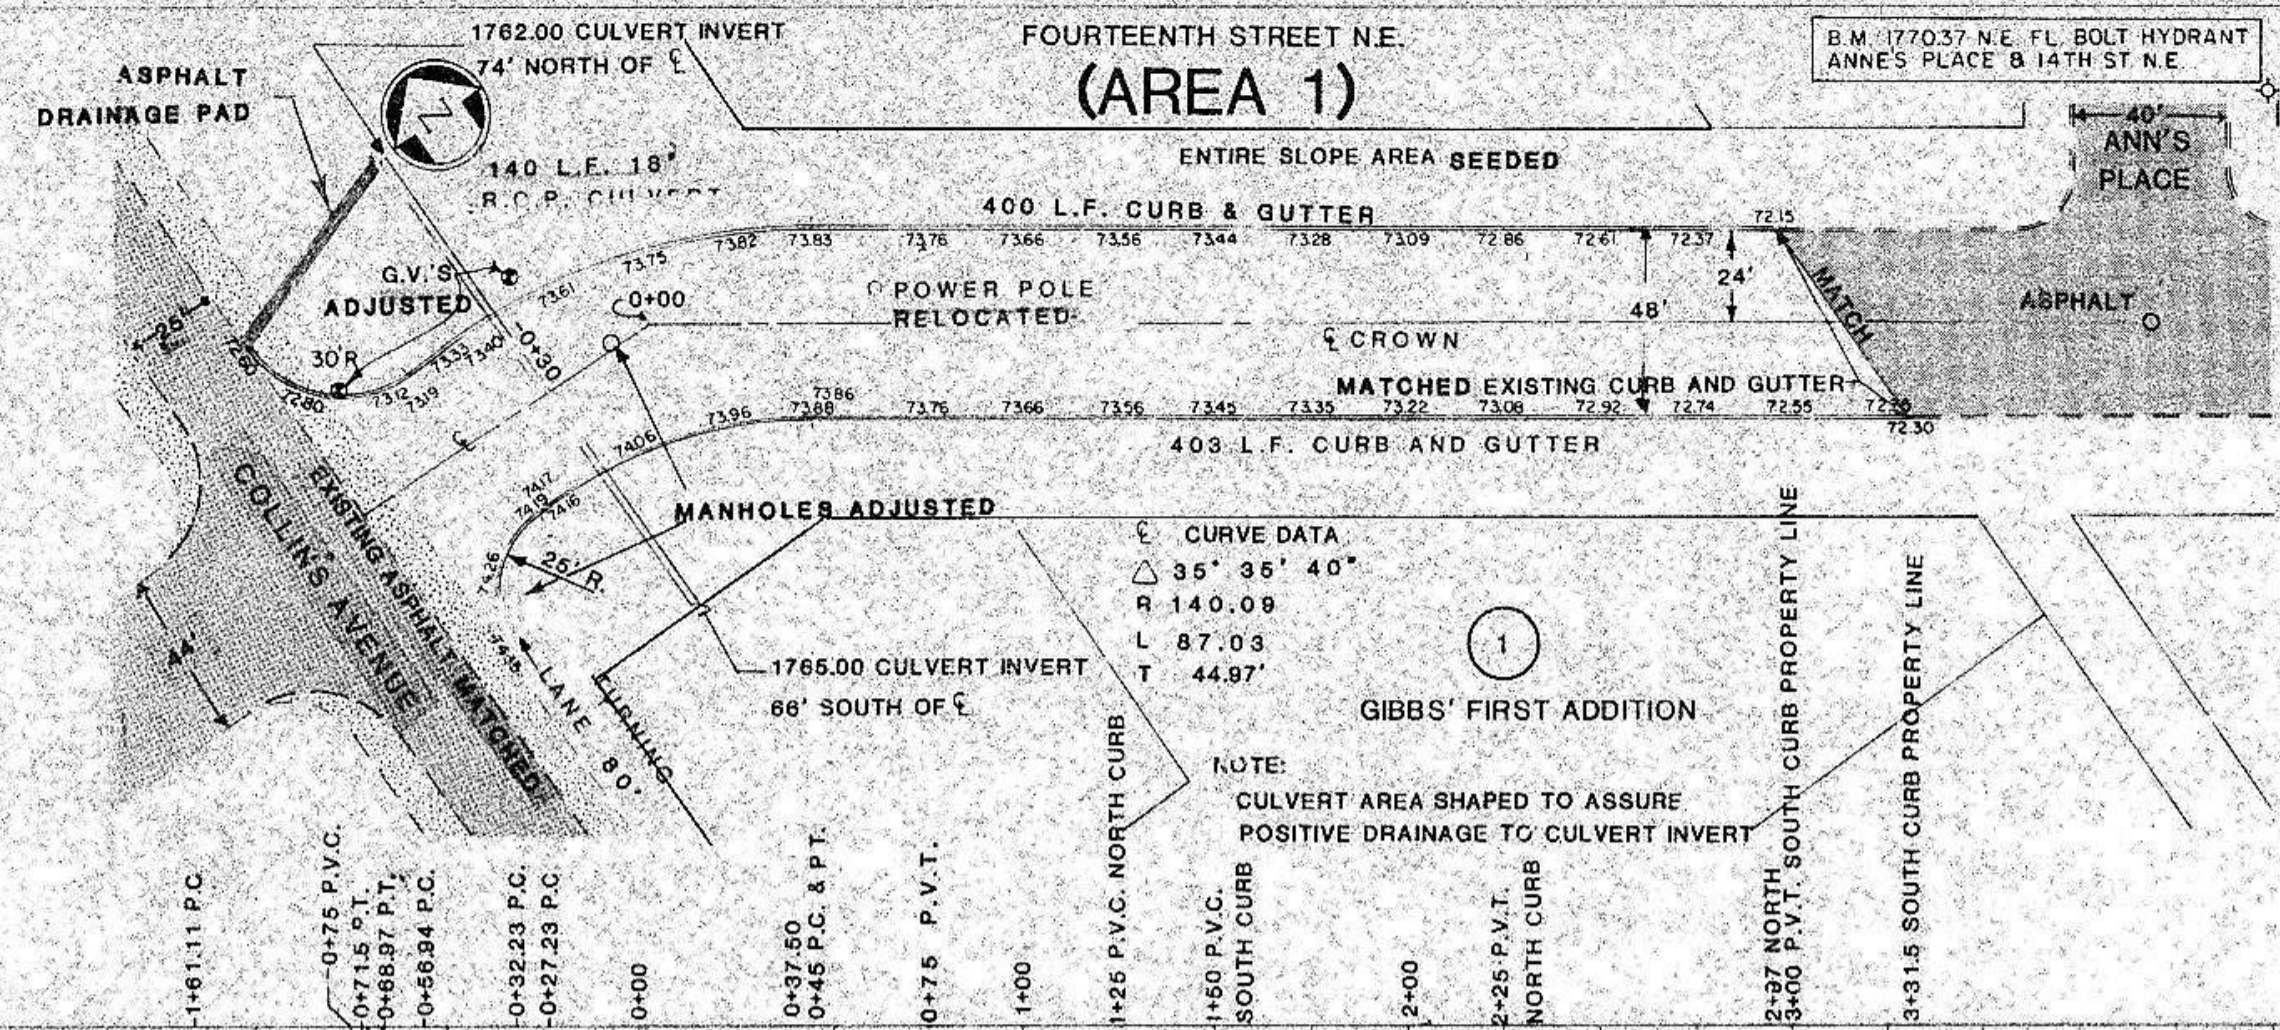 1762.00 CULVERT INVERT
74' NORTH OF ℄
FOURTEENTH STREET N.E.
(AREA 1)
B.M. 1770.37 N.E. FL. BOLT HYDRANT
ANNE'S PLACE & 14TH ST. N.E.
ASPHALT
DRAINAGE PAD
N
140 L.F. 18"
R.C.P. CULVERT
ENTIRE SLOPE AREA SEEDED
40'
ANN'S
PLACE
400 L.F. CURB & GUTTER
72.15
73.82 73.83 73.76 73.66 73.56 73.44 73.28 73.09 72.86 72.61 72.37
73.75
73.61
G.V.'S
ADJUSTED
0+00
POWER POLE
RELOCATED
24'
48'
MATCH
ASPHALT
25'
30'R
72.60
72.80
73.12
73.19
73.33
73.40
-0+30
℄ CROWN
MATCHED EXISTING CURB AND GUTTER
73.86
73.96 73.88 73.76 73.66 73.56 73.45 73.35 73.22 73.08 72.92 72.74 72.55
72.30
74.06
℄
403 L.F. CURB AND GUTTER
74.17
74.19
74.16
74.26
25' R.
MANHOLES ADJUSTED
COLLINS AVENUE
EXISTING ASPHALT MATCHED
44'
LANE 80'
TURNING
1765.00 CULVERT INVERT
66' SOUTH OF ℄
℄ CURVE DATA
△ 35° 35' 40"
R 140.09
L 87.03
T 44.97'
1
GIBBS' FIRST ADDITION
NOTE:
CULVERT AREA SHAPED TO ASSURE
POSITIVE DRAINAGE TO CULVERT INVERT
-1+61.11 P.C.
-0+75 P.V.C.
-0+71.5 P.T.
-0+68.97 P.T.
-0+56.94 P.C.
-0+32.23 P.C.
-0+27.23 P.C.
0+00
0+37.50
0+45 P.C. & P.T.
0+75 P.V.T.
1+00
1+25 P.V.C. NORTH CURB
1+50 P.V.C.
SOUTH CURB
2+00
2+25 P.V.T.
NORTH CURB
2+97 NORTH
3+00 P.V.T. SOUTH CURB PROPERTY LINE
3+31.5 SOUTH CURB PROPERTY LINE